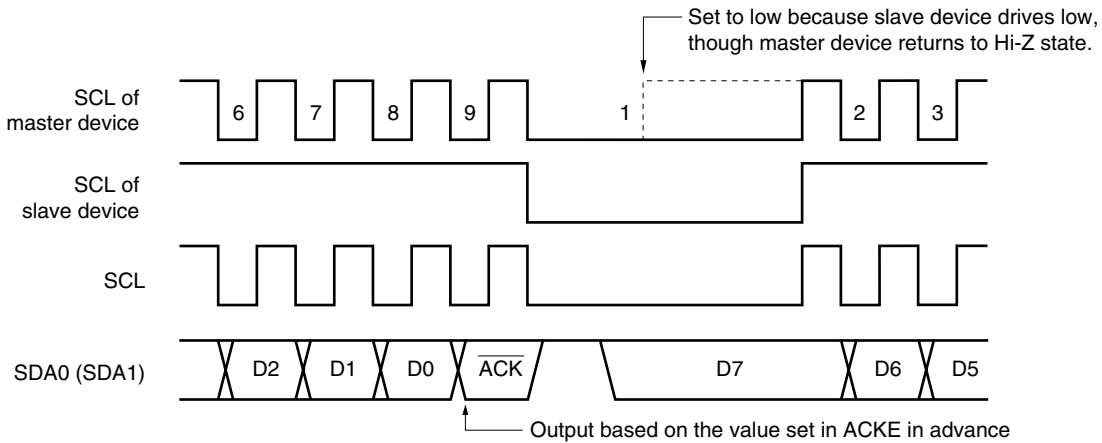 Set to low because slave device drives low,
though master device returns to Hi-Z state.
SCL of
master device
6 7 8 9 1 2 3
SCL of
slave device
SCL
SDA0 (SDA1)
D2 D1 D0 ACK D7 D6 D5
Output based on the value set in ACKE in advance